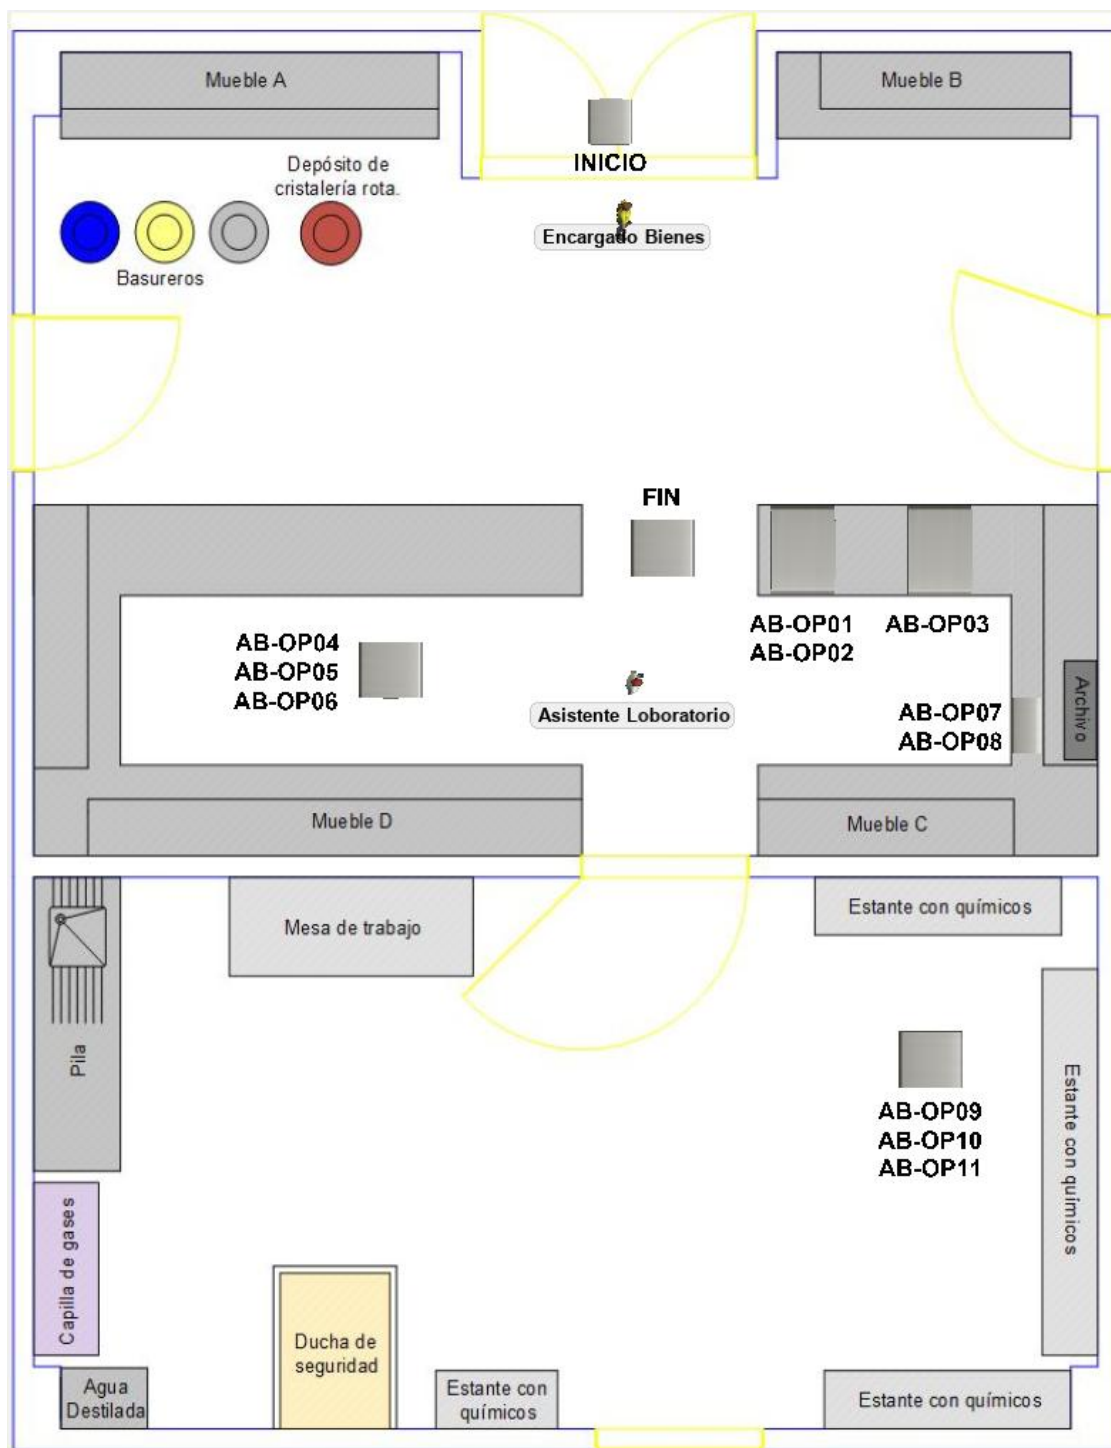 Mueble A
Mueble B
INICIO
Depósito de
cristalería rota.
Encargado Bienes
Basureros
FIN
AB-OP01
AB-OP02
AB-OP03
AB-OP04
AB-OP05
AB-OP06
Asistente Loboratorio
AB-OP07
AB-OP08
Archivo
Mueble D
Mueble C
Mesa de trabajo
Estante con químicos
Pila
AB-OP09
AB-OP10
AB-OP11
Estante con químicos
Capilla de gases
Ducha de
seguridad
Agua
Destilada
Estante con
químicos
Estante con químicos